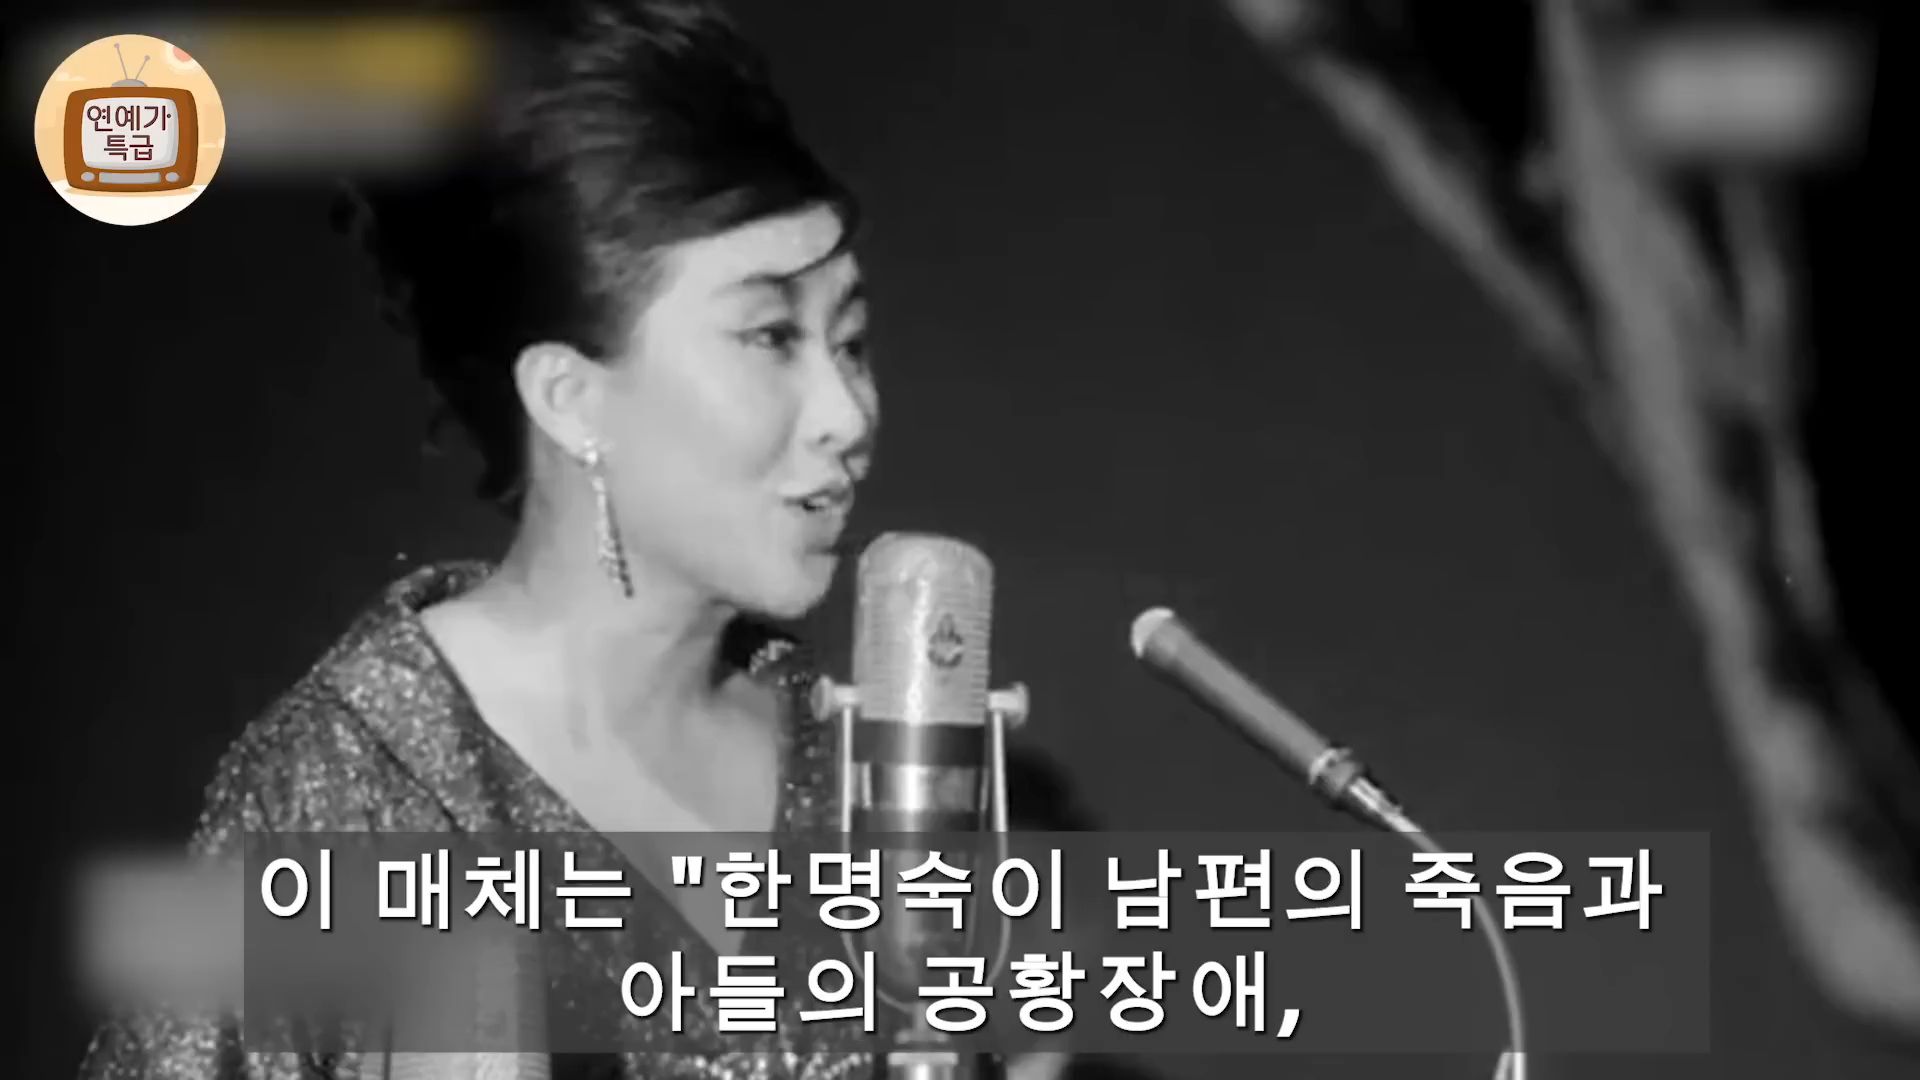 연예가
특급
이 매체는 "한명숙이 남편의 죽음과
아들의 공황장애,